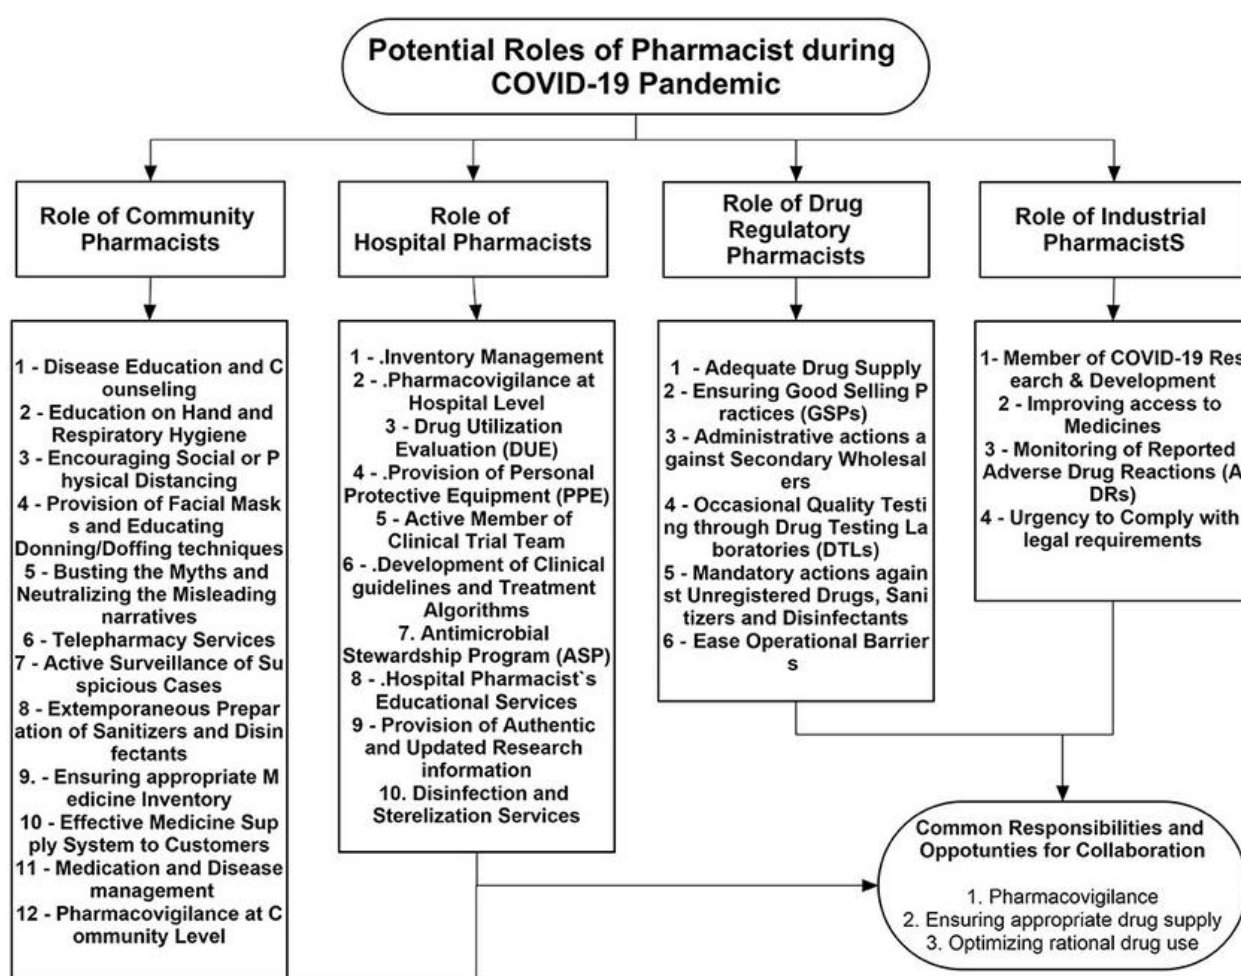 Potential Roles of Pharmacist during
COVID-19 Pandemic
Role of Community
Pharmacists
1 - Disease Education and C
ounseling
2 - Education on Hand and
Respiratory Hygiene
3 - Encouraging Social or P
hysical Distancing
4 - Provision of Facial Mask
s and Educating
Donning/Doffing techniques
5 - Busting the Myths and
Neutralizing the Misleading
narratives
6 - Telepharmacy Services
7 - Active Surveillance of Su
spicious Cases
8 - Extemporaneous Prepar
ation of Sanitizers and Disin
fectants
9. - Ensuring appropriate M
edicine Inventory
10 - Effective Medicine Sup
ply System to Customers
11 - Medication and Disease
management
12 - Pharmacovigilance at C
ommunity Level
Role of
Hospital Pharmacists
1 - .Inventory Management
2 - .Pharmacovigilance at
Hospital Level
3 - Drug Utilization
Evaluation (DUE)
4 - .Provision of Personal
Protective Equipment (PPE)
5 - Active Member of
Clinical Trial Team
6 - .Development of Clinical
guidelines and Treatment
Algorithms
7. Antimicrobial
Stewardship Program (ASP)
8 - .Hospital Pharmacist`s
Educational Services
9 - Provision of Authentic
and Updated Research
information
10. Disinfection and
Sterelization Services
Role of Drug
Regulatory
Pharmacists
1 - Adequate Drug Supply
2 - Ensuring Good Selling P
ractices (GSPs)
3 - Administrative actions a
gainst Secondary Wholesal
ers
4 - Occasional Quality Testi
ng through Drug Testing La
boratories (DTLs)
5 - Mandatory actions again
st Unregistered Drugs, Sani
tizers and Disinfectants
6 - Ease Operational Barrier
s
Role of Industrial
PharmacistS
1- Member of COVID-19 Res
earch & Development
2 - Improving access to
Medicines
3 - Monitoring of Reported
Adverse Drug Reactions (A
DRs)
4 - Urgency to Comply with
legal requirements
Common Responsibilities and
Oppotunties for Collaboration
1. Pharmacovigilance
2. Ensuring appropriate drug supply
3. Optimizing rational drug use